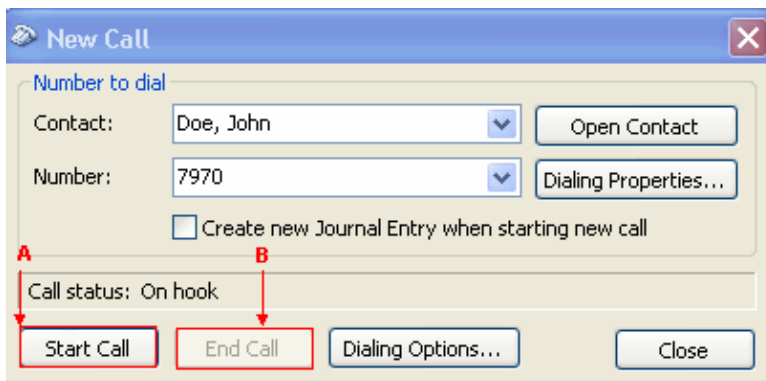 New Call
Number to dial
Contact: Doe, John Open Contact
Number: 7970 Dialing Properties...
Create new Journal Entry when starting new call
A B
Call status: On hook
Start Call End Call Dialing Options... Close